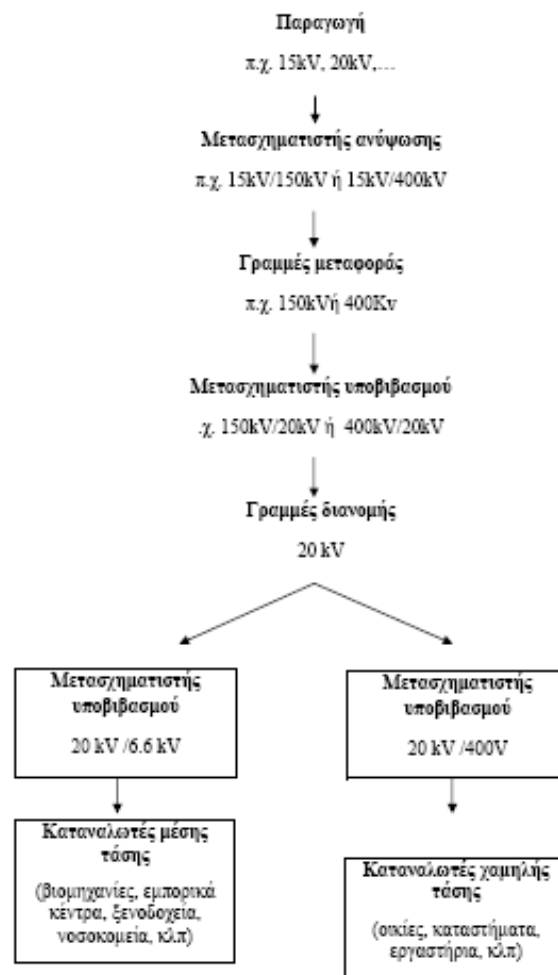 Παραγωγή
π.χ. 15kV, 20kV,…
Μετασχηματιστής ανύψωσης
π.χ. 15kV/150kV ή 15kV/400kV
Γραμμές μεταφοράς
π.χ. 150kVή 400Kv
Μετασχηματιστής υποβιβασμού
.χ. 150kV/20kV ή 400kV/20kV
Γραμμές διανομής
20 kV
Μετασχηματιστής
υποβιβασμού
20 kV /6.6 kV
Μετασχηματιστής
υποβιβασμού
20 kV /400V
Καταναλωτές μέσης
τάσης
(βιομηχανίες, εμπορικά
κέντρα, ξενοδοχεία,
νοσοκομεία, κλπ)
Καταναλωτές χαμηλής
τάσης
(οικίες, καταστήματα,
εργαστήρια, κλπ)